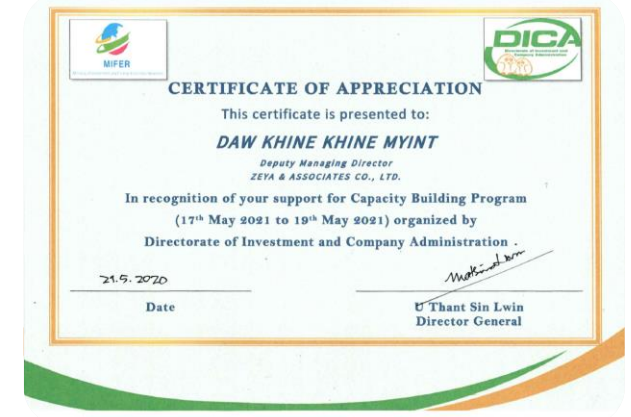 MIFER
DICA
Directorate of Investment and
Company Administration
CERTIFICATE OF APPRECIATION
This certificate is presented to:
DAW KHINE KHINE MYINT
Deputy Managing Director
ZEYA & ASSOCIATES CO., LTD.
In recognition of your support for Capacity Building Program
(17th May 2021 to 19th May 2021) organized by
Directorate of Investment and Company Administration .
21.5.2020
Date
U Thant Sin Lwin
Director General